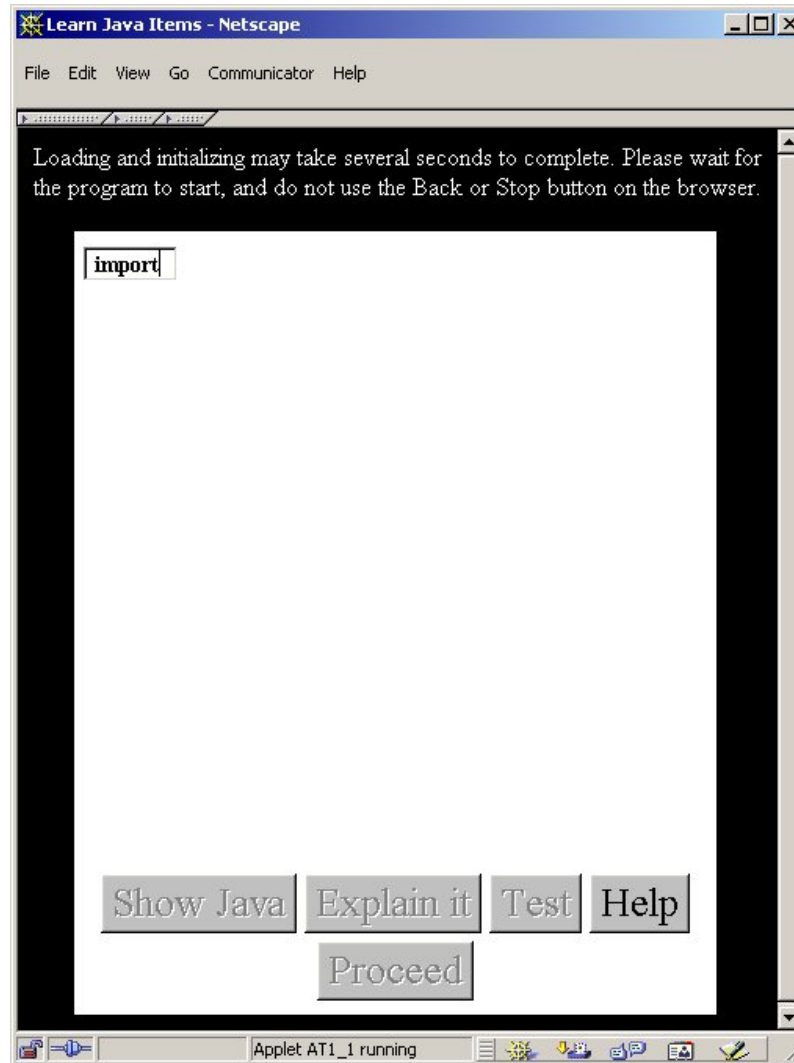 Learn Java Items - Netscape
File Edit View Go Communicator Help
Loading and initializing may take several seconds to complete. Please wait for
the program to start, and do not use the Back or Stop button on the browser.
import
Show Java Explain it Test Help
Proceed
Applet AT1_1 running